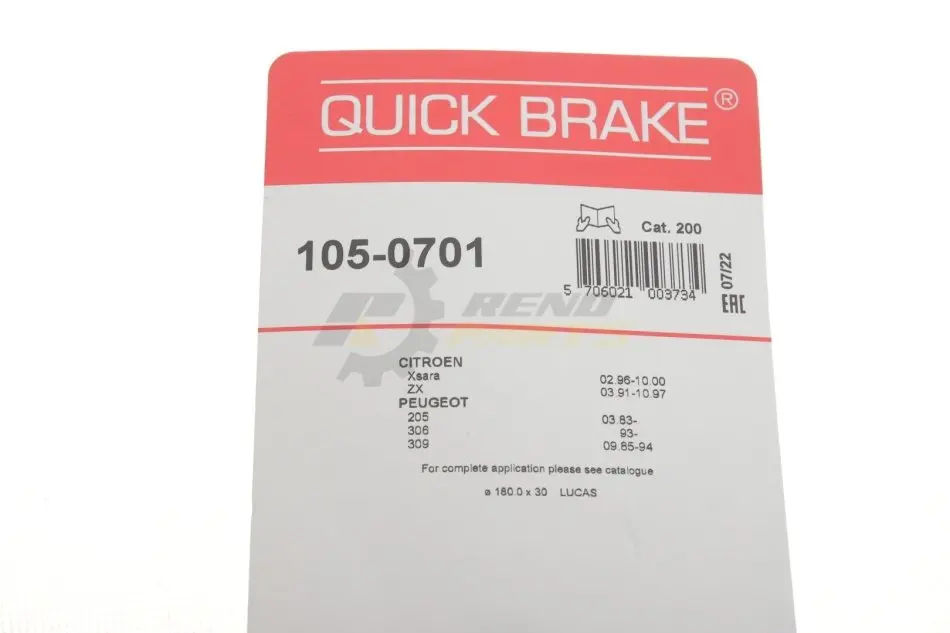 QUICK BRAKE®
Cat. 200
105-0701
5 706021 003734
07/22
EAC
REND
PARTS
CITROEN
Xsara 02.96-10.00
ZX 03.91-10.97
PEUGEOT
205 03.83-
306 93-
309 09.85-94
For complete application please see catalogue
ø 180.0 x 30 LUCAS